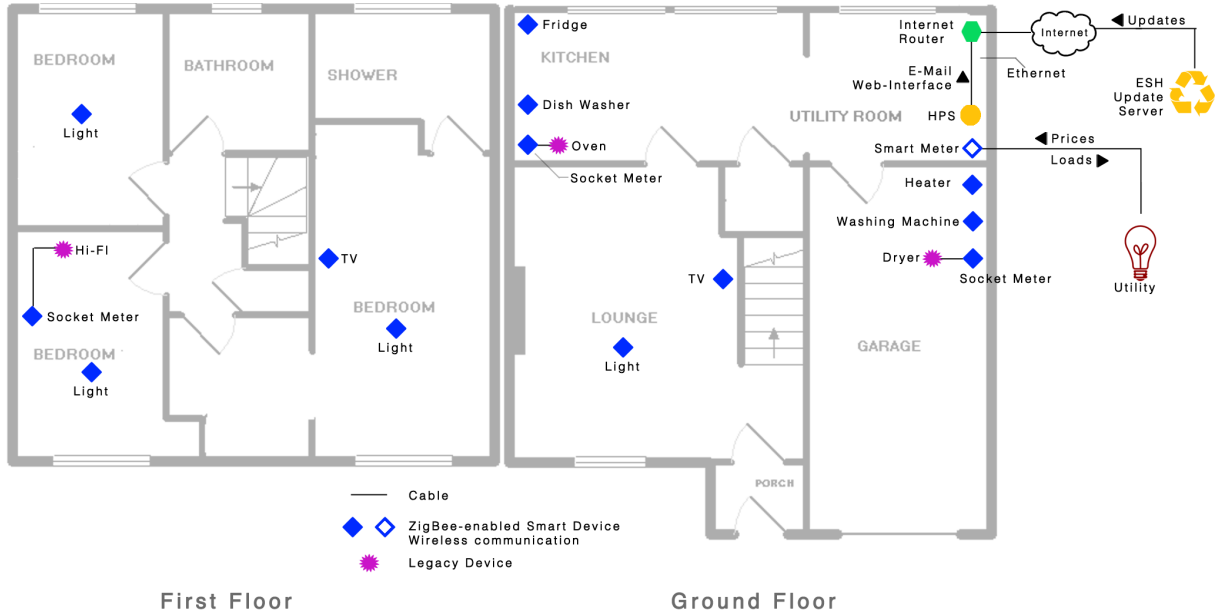 BEDROOM
BATHROOM
SHOWER
Light
Hi-FI
TV
Socket Meter
BEDROOM
BEDROOM
Light
Light
Fridge
KITCHEN
Dish Washer
Oven
Socket Meter
Internet
Router
Internet
Updates
E-Mail
Web-Interface
Ethernet
ESH
Update
Server
UTILITY ROOM
HPS
Smart Meter
Prices
Loads
Heater
Washing Machine
Dryer
Socket Meter
Utility
TV
LOUNGE
Light
GARAGE
PORCH
Cable
ZigBee-enabled Smart Device
Wireless communication
Legacy Device
First Floor
Ground Floor